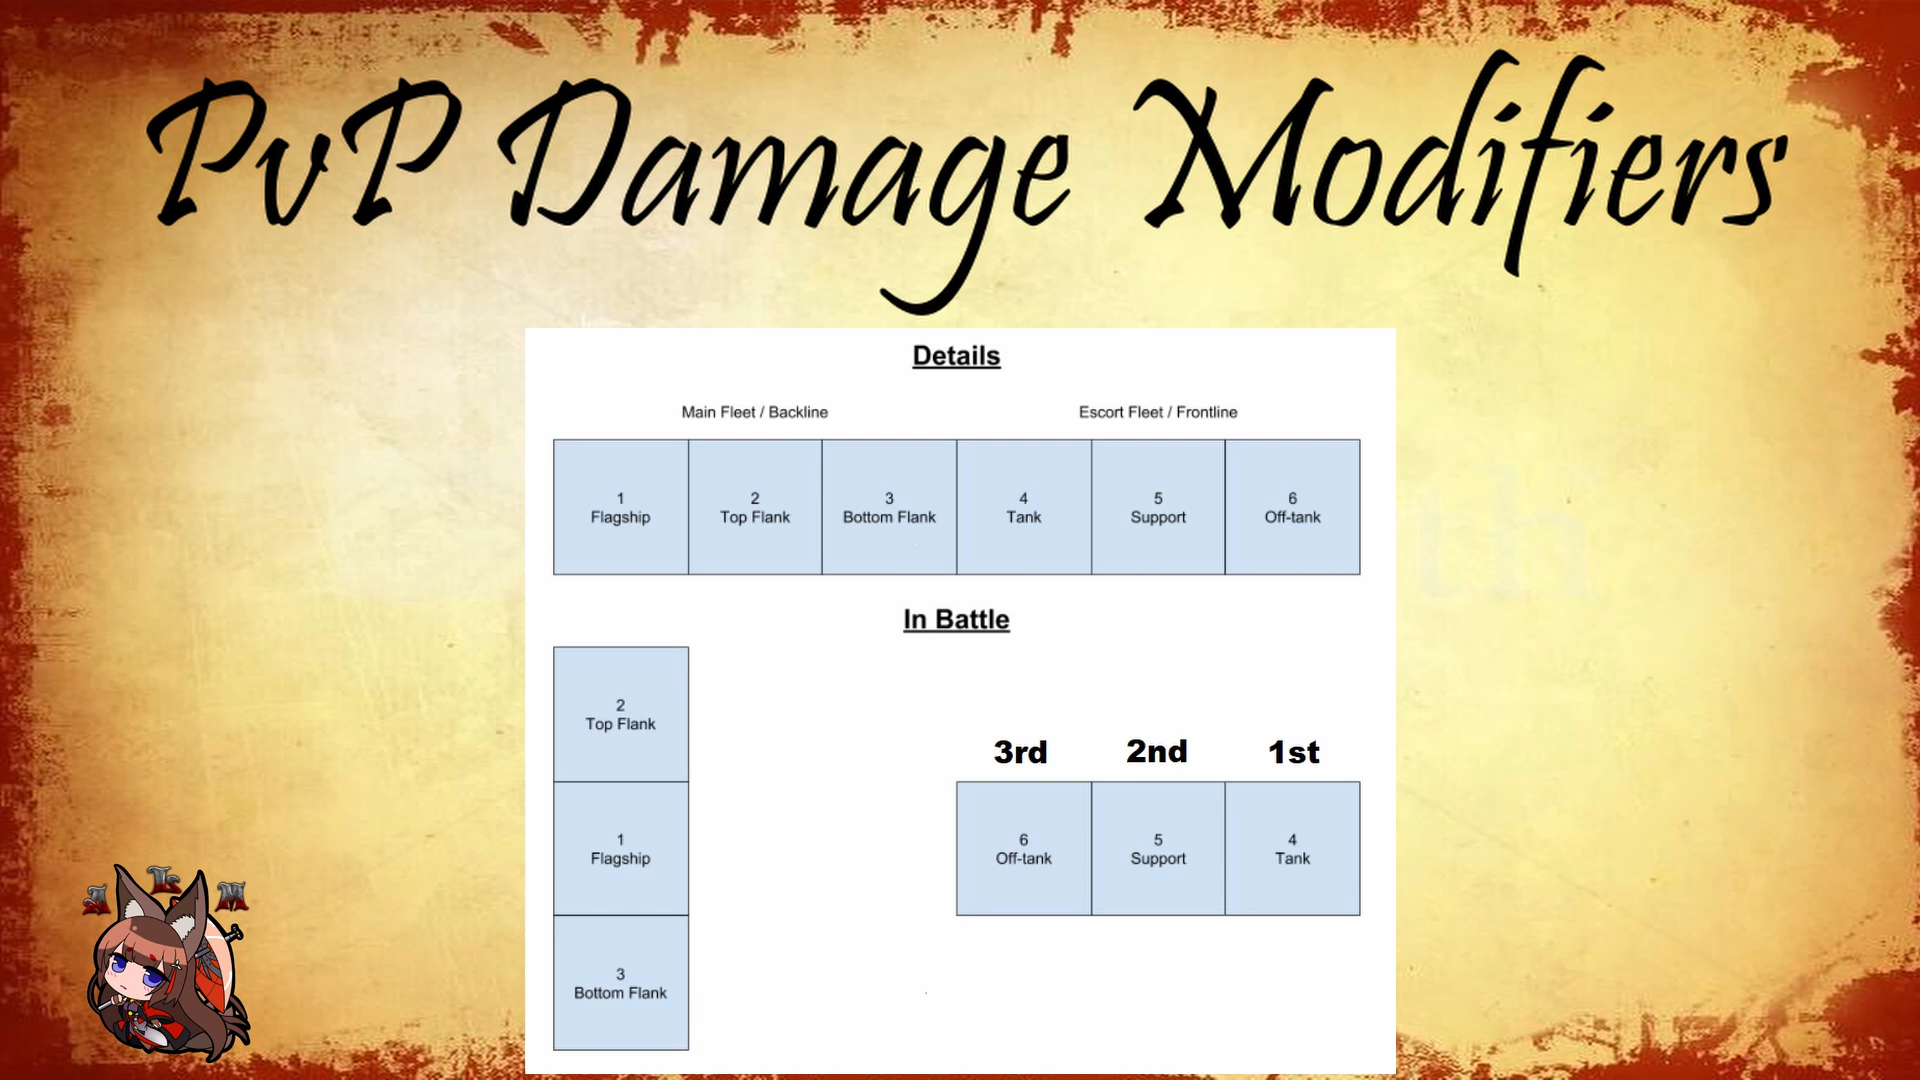 PvP Damage Modifiers
Details
Main Fleet / Backline
Escort Fleet / Frontline
1
Flagship
2
Top Flank
3
Bottom Flank
4
Tank
5
Support
6
Off-tank
In Battle
2
Top Flank
1
Flagship
3
Bottom Flank
3rd
2nd
1st
6
Off-tank
5
Support
4
Tank
J Is M
th